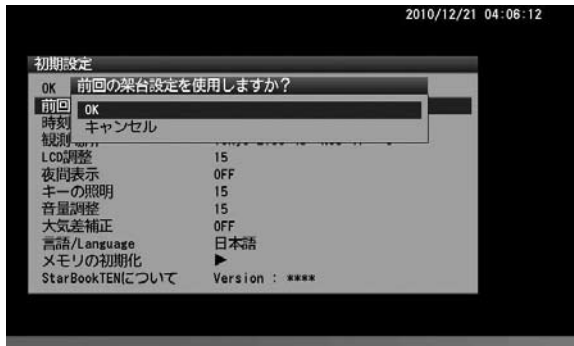 2010/12/21 04:06:12
初期設定
OK
前回の架台設定を使用しますか？
OK
キャンセル
前回
時刻
観測
LCD調整 15
夜間表示 OFF
キーの照明 15
音量調整 15
大気差補正 OFF
言語/Language 日本語
メモリの初期化 ▶
StarBookTENについて Version : ****